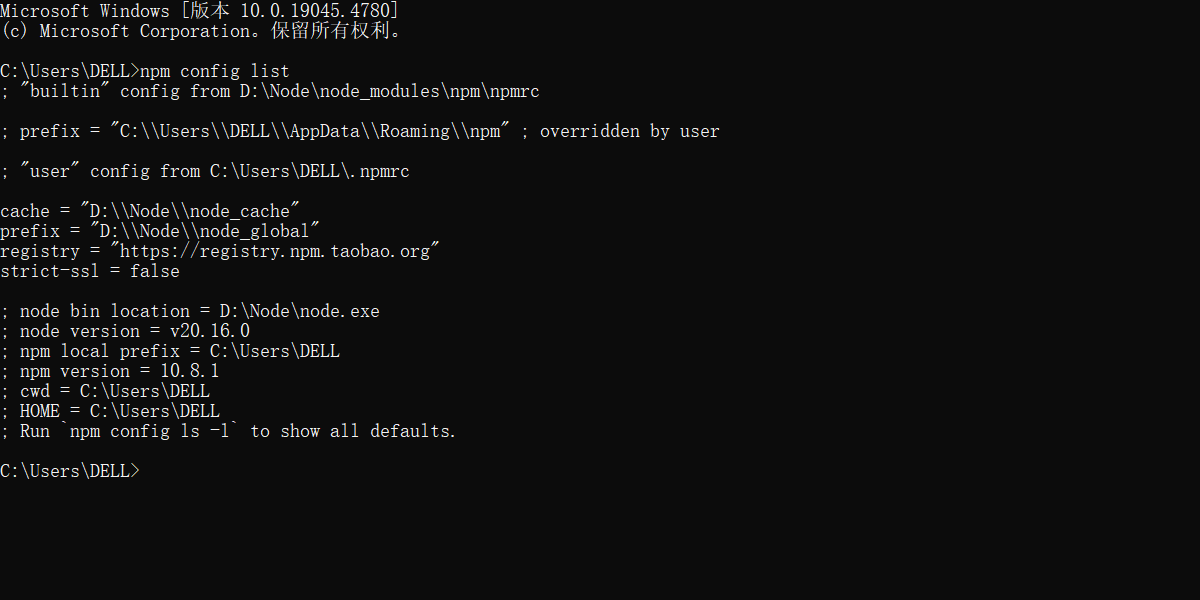 Microsoft Windows [版本 10.0.19045.4780]
(c) Microsoft Corporation。保留所有权利。
C:\Users\DELL>npm config list
; "builtin" config from D:\Node\node_modules\npm\npmrc
; prefix = "C:\\Users\\DELL\\AppData\\Roaming\\npm" ; overridden by user
; "user" config from C:\Users\DELL\.npmrc
cache = "D:\\Node\\node_cache"
prefix = "D:\\Node\\node_global"
registry = "https://registry.npm.taobao.org"
strict-ssl = false
; node bin location = D:\Node\node.exe
; node version = v20.16.0
; npm local prefix = C:\Users\DELL
; npm version = 10.8.1
; cwd = C:\Users\DELL
; HOME = C:\Users\DELL
; Run `npm config ls -l` to show all defaults.
C:\Users\DELL>